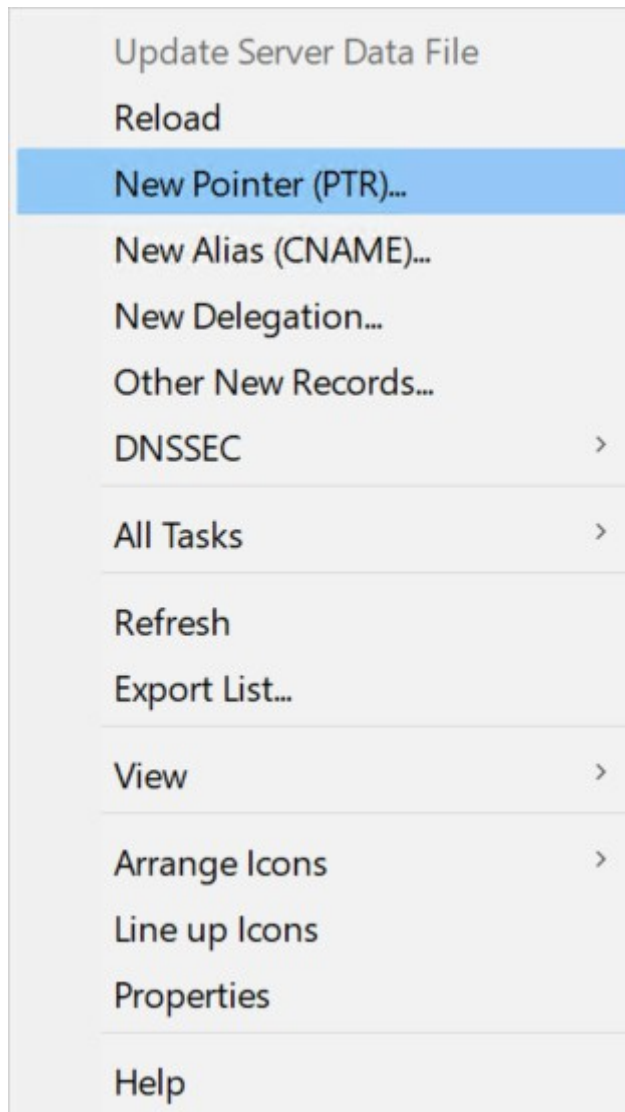 Update Server Data File
Reload
New Pointer (PTR)...
New Alias (CNAME)...
New Delegation...
Other New Records...
DNSSEC
All Tasks
Refresh
Export List...
View
Arrange Icons
Line up Icons
Properties
Help